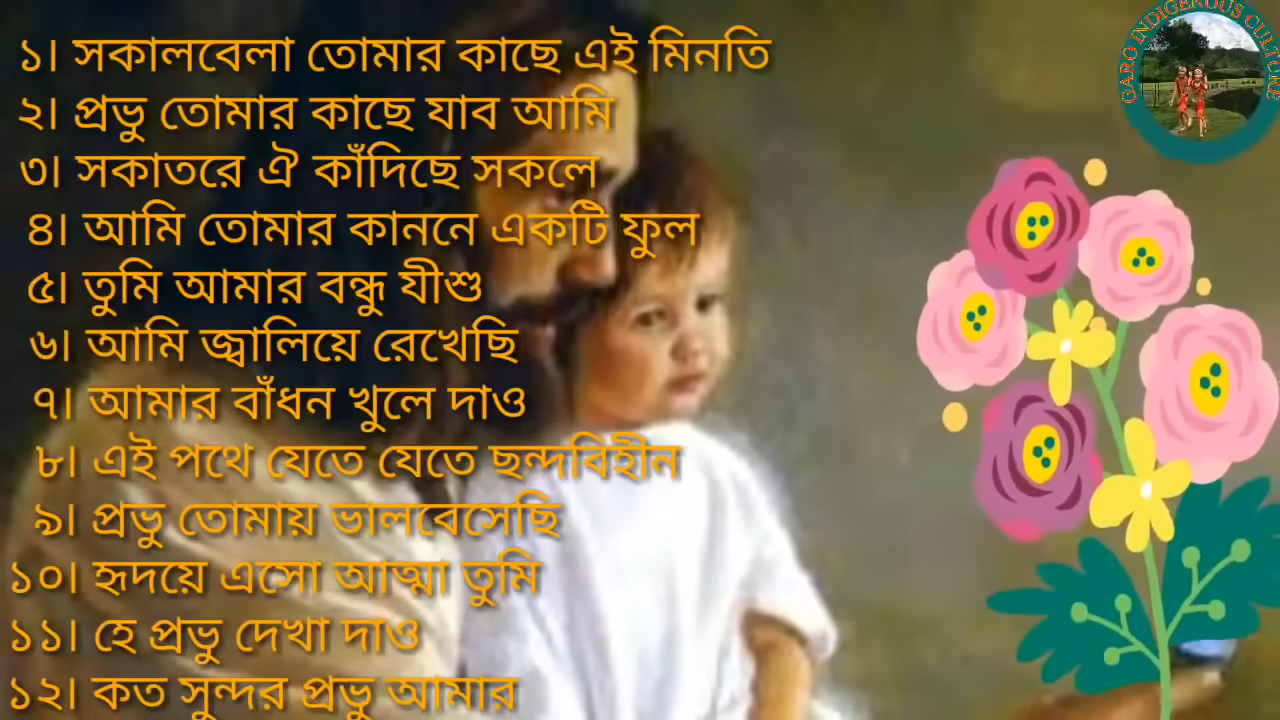 ১। সকালবেলা তোমার কাছে এই মিনতি
২। প্রভু তোমার কাছে যাব আমি
৩। সকাতরে ঐ কাঁদিছে সকলে
৪। আমি তোমার কাননে একটি ফুল
৫। তুমি আমার বন্ধু যীশু
৬। আমি জ্বালিয়ে রেখেছি
৭। আমার বাঁধন খুলে দাও
৮। এই পথে যেতে যেতে ছন্দবিহীন
৯। প্রভু তোমায় ভালবেসেছি
১০। হৃদয়ে এসো আত্মা তুমি
১১। হে প্রভু দেখা দাও
১২। কত সুন্দর প্রভু আমার
GARO INDIGENOUS CULTURE